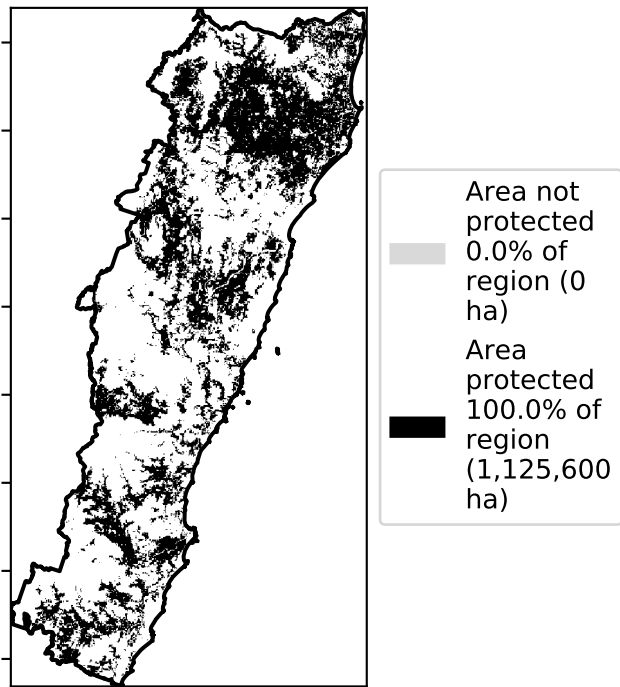 Area not
protected
0.0% of
region (0
ha)
Area
protected
100.0% of
region
(1,125,600
ha)